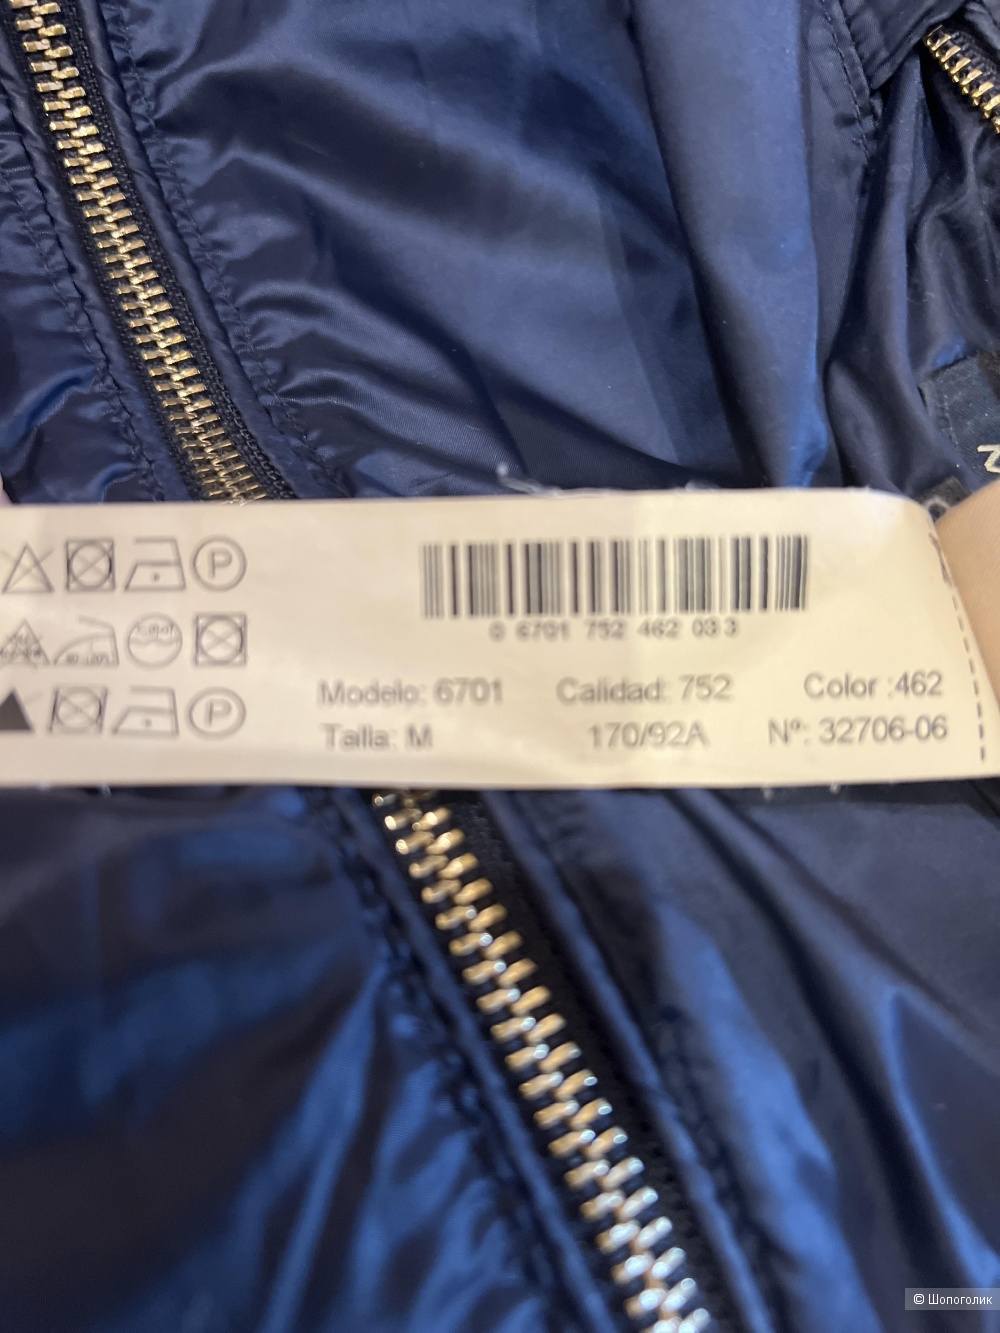 P
0 6701 752 462 03 3
Modelo: 6701 Calidad: 752 Color :462
Talla: M 170/92A Nº: 32706-06
P
© Шопоголик